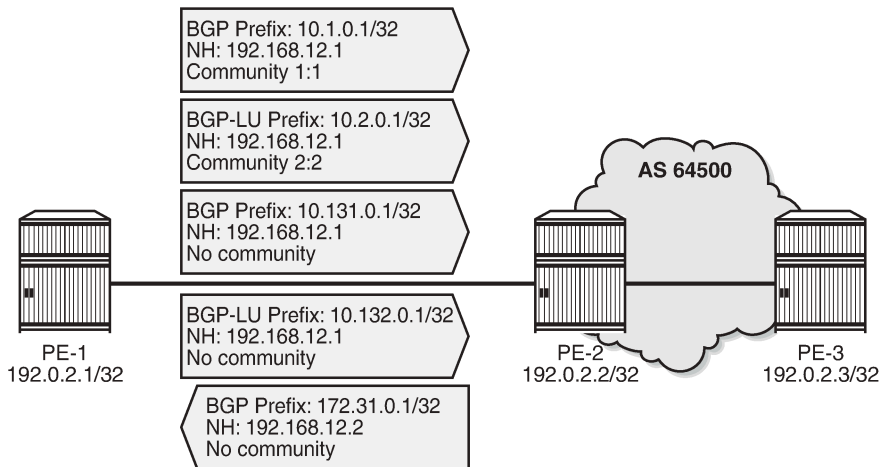 BGP Prefix: 10.1.0.1/32
NH: 192.168.12.1
Community 1:1
BGP-LU Prefix: 10.2.0.1/32
NH: 192.168.12.1
Community 2:2
BGP Prefix: 10.131.0.1/32
NH: 192.168.12.1
No community
AS 64500
BGP-LU Prefix: 10.132.0.1/32
NH: 192.168.12.1
No community
BGP Prefix: 172.31.0.1/32
NH: 192.168.12.2
No community
PE-1
192.0.2.1/32
PE-2
192.0.2.2/32
PE-3
192.0.2.3/32